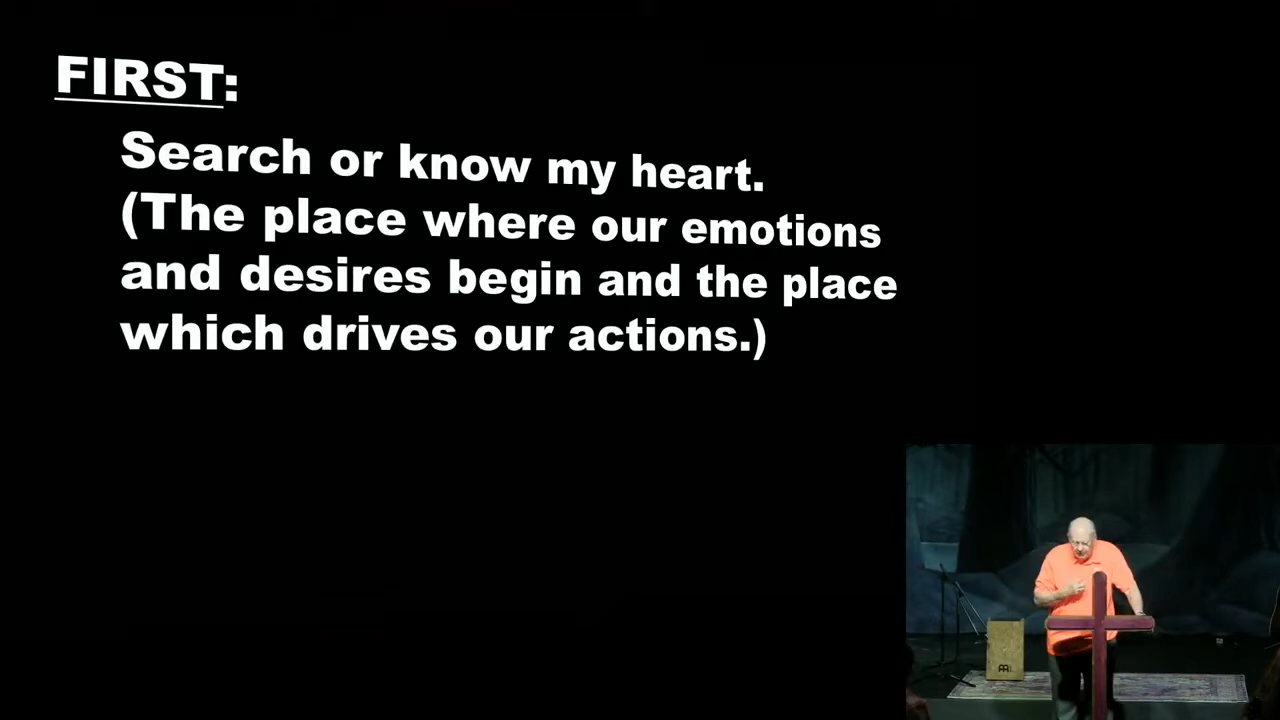 FIRST:
Search or know my heart.
(The place where our emotions
and desires begin and the place
which drives our actions.)